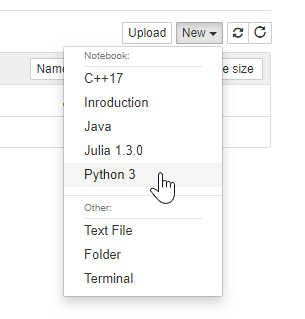 Upload New
Name e size
Notebook:
C++17
Inroduction
Java
Julia 1.3.0
Python 3
Other:
Text File
Folder
Terminal